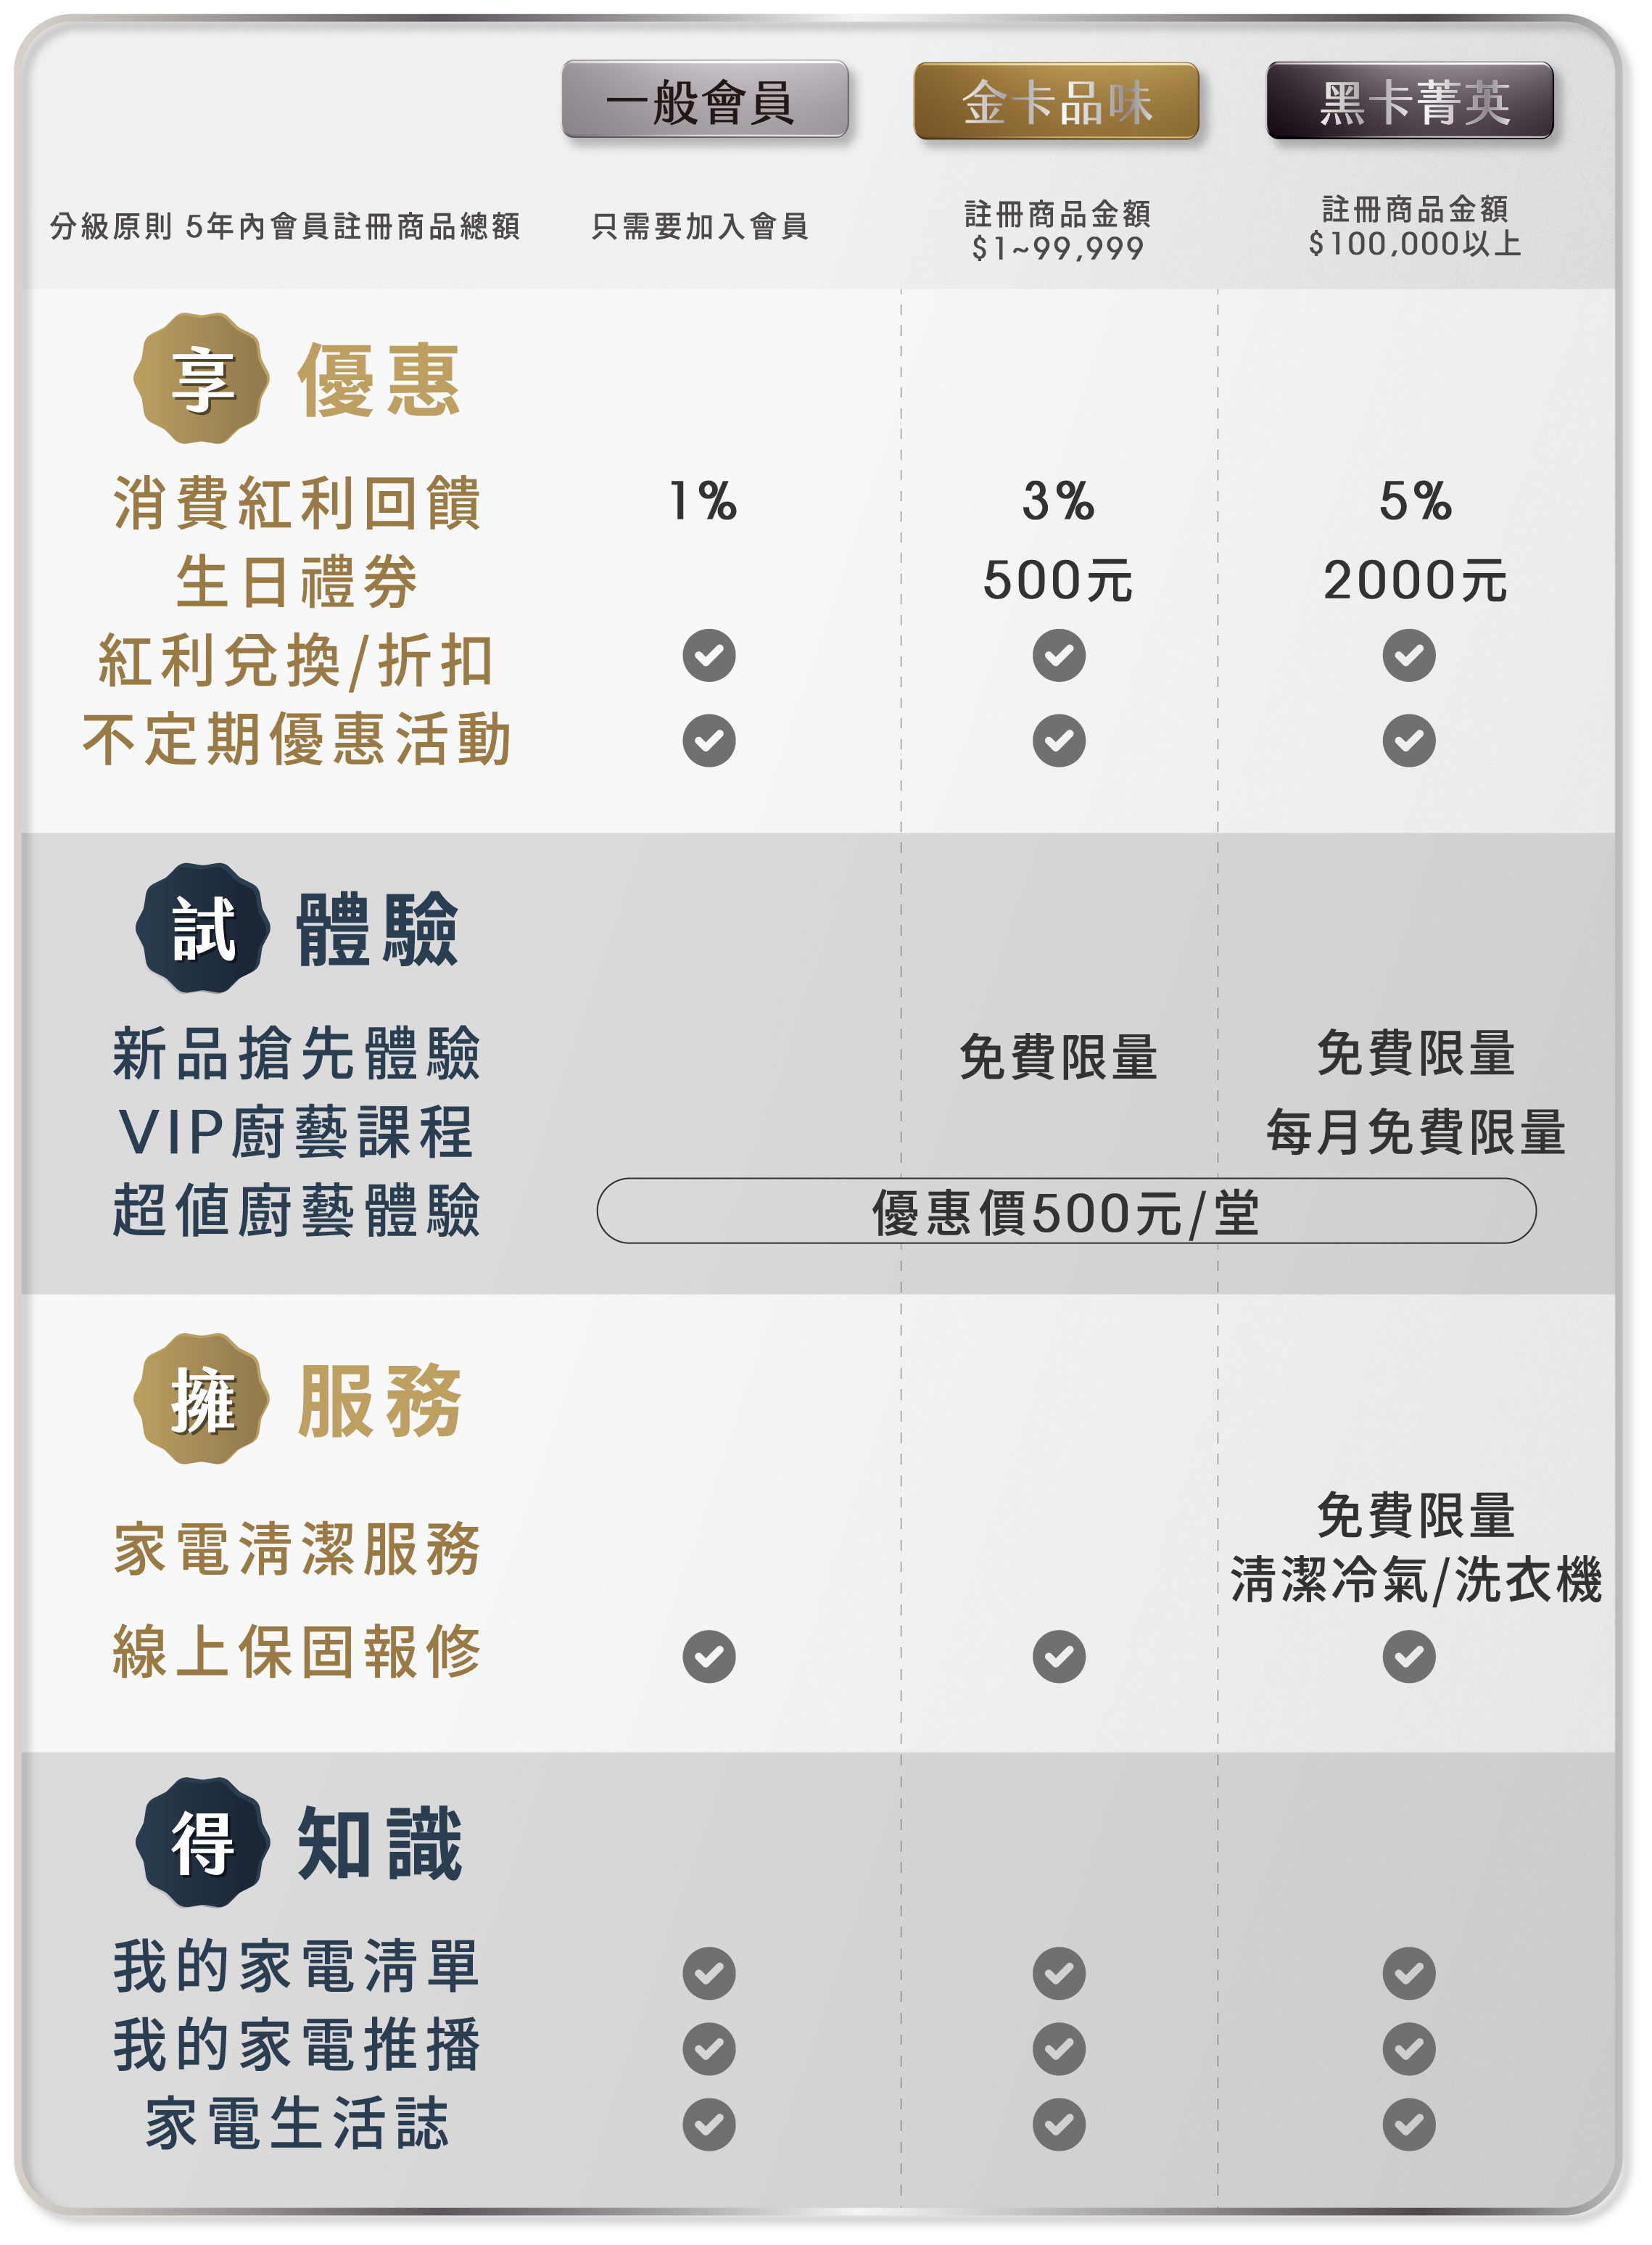 一般會員 金卡品味 黑卡菁英
分級原則 5年內會員註冊商品總額 只需要加入會員 註冊商品金額 註冊商品金額
$1~99,999 $100,000以上
享 優惠
消費紅利回饋 1% 3% 5%
生日禮券 500元 2000元
紅利兌換/折扣
不定期優惠活動
試 體驗
新品搶先體驗 免費限量 免費限量
VIP廚藝課程 每月免費限量
超值廚藝體驗 優惠價500元/堂
擁 服務
免費限量
家電清潔服務 清潔冷氣/洗衣機
線上保固報修
得 知識
我的家電清單
我的家電推播
家電生活誌